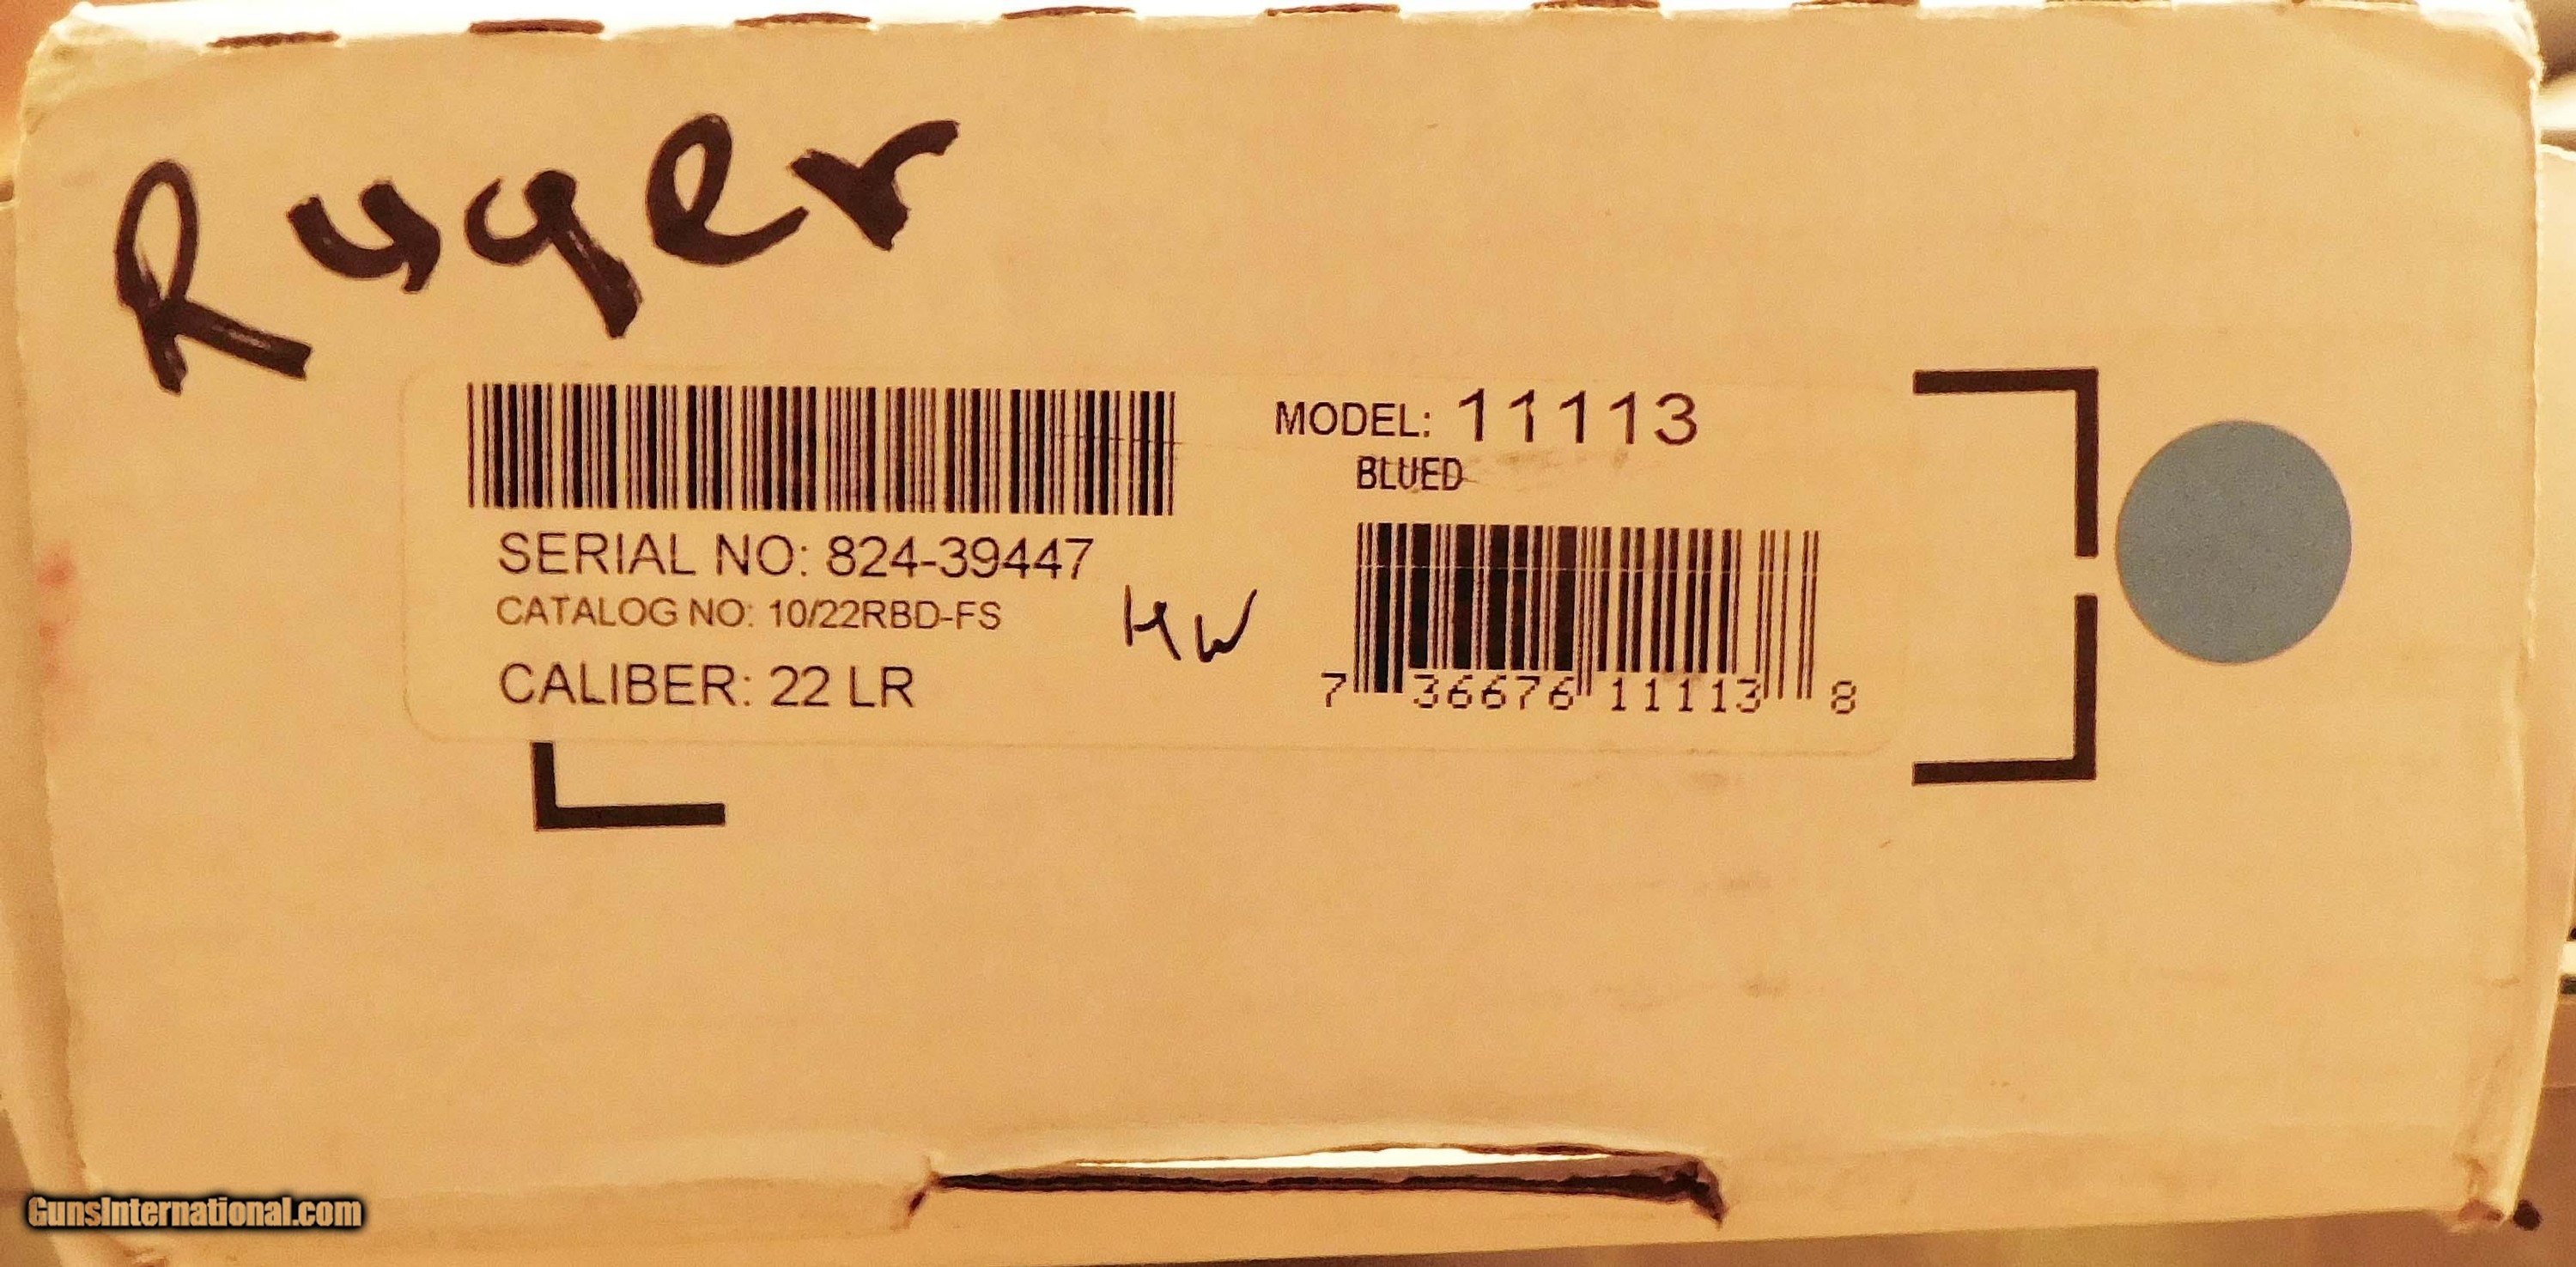 Ruger
MODEL: 11113
BLUED
SERIAL NO: 824-39447
CATALOG NO: 10/22RBD-FS
HW
CALIBER: 22 LR
7 36676 11113 8
GunsInternational.com